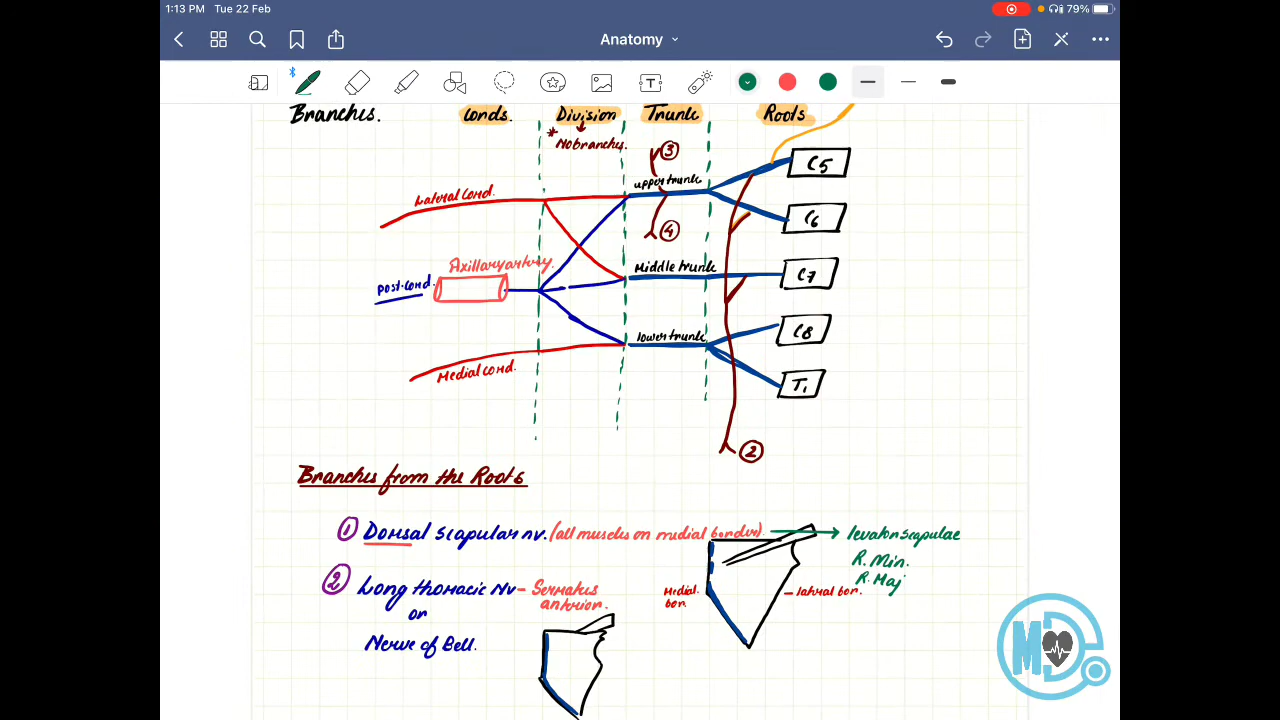 1:13 PM Tue 22 Feb
79%
Anatomy
T
Branches. Cords. Division Trunk Roots
* No branches.
3
upper trunk
4
C5
C6
Lateral Cord.
Middle trunk
C7
Axillary artery.
post. Cord.
lower trunk
C8
Medial Cord.
T1
2
Branches from the Roots
1 Dorsal scapular nv. (all muscles on medial border). → levator scapulae
R. Min.
R. Maj
2 Long thoracic Nv - Serratus
anterior.
or
Nerve of Bell.
Medial.
bor.
- lateral bor.
MD